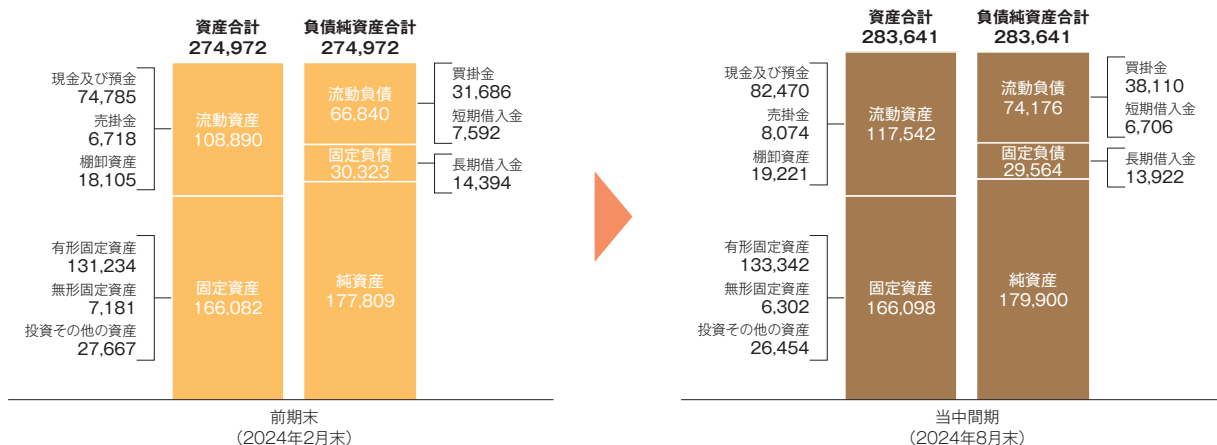 資産合計
274,972
負債純資産合計
274,972
現金及び預金
74,785
売掛金
6,718
棚卸資産
18,105
流動資産
108,890
流動負債
66,840
買掛金
31,686
短期借入金
7,592
固定負債
30,323
長期借入金
14,394
有形固定資産
131,234
無形固定資産
7,181
投資その他の資産
27,667
固定資産
166,082
純資産
177,809
前期末
（2024年2月末）
資産合計
283,641
負債純資産合計
283,641
現金及び預金
82,470
売掛金
8,074
棚卸資産
19,221
流動資産
117,542
流動負債
74,176
買掛金
38,110
短期借入金
6,706
固定負債
29,564
長期借入金
13,922
有形固定資産
133,342
無形固定資産
6,302
投資その他の資産
26,454
固定資産
166,098
純資産
179,900
当中間期
（2024年8月末）